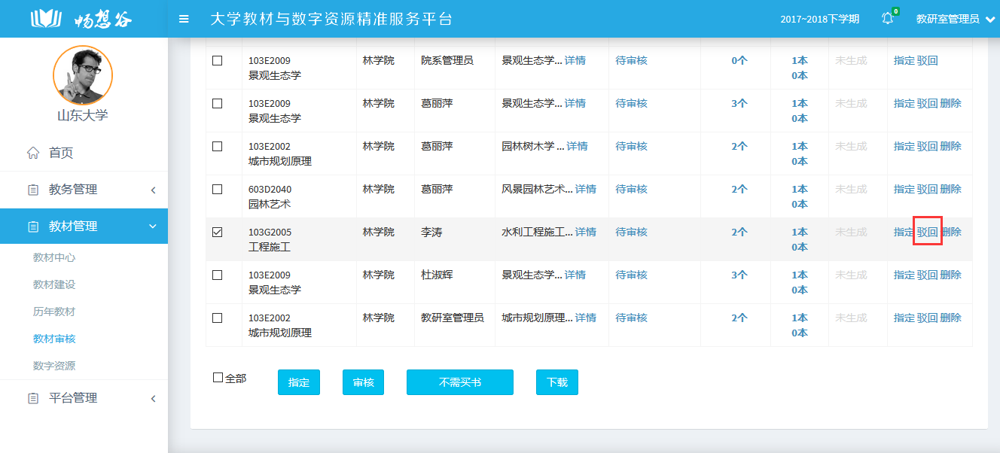 畅想谷
大学教材与数字资源精准服务平台
2017~2018下学期
0
教研室管理员
山东大学
首页
教务管理
教材管理
教材中心
教材建设
历年教材
教材审核
数字资源
平台管理
103E2009 林学院 院系管理员 景观生态学... 详情 待审核 0个 1本 未生成 指定 驳回
景观生态学 0本
103E2009 林学院 葛丽萍 景观生态学... 详情 待审核 3个 1本 未生成 指定 驳回 删除
景观生态学 0本
103E2002 林学院 葛丽萍 园林树木学 ... 详情 待审核 2个 1本 未生成 指定 驳回 删除
城市规划原理 0本
603D2040 林学院 葛丽萍 风景园林艺术... 详情 待审核 2个 1本 未生成 指定 驳回 删除
园林艺术 0本
103G2005 林学院 李涛 水利工程施工... 详情 待审核 2个 1本 未生成 指定 驳回 删除
工程施工 0本
103E2009 林学院 杜淑辉 景观生态学... 详情 待审核 3个 1本 未生成 指定 驳回 删除
景观生态学 0本
103E2002 林学院 教研室管理员 城市规划原理... 详情 待审核 2个 1本 未生成 指定 驳回 删除
城市规划原理 0本
全部 指定 审核 不需买书 下载